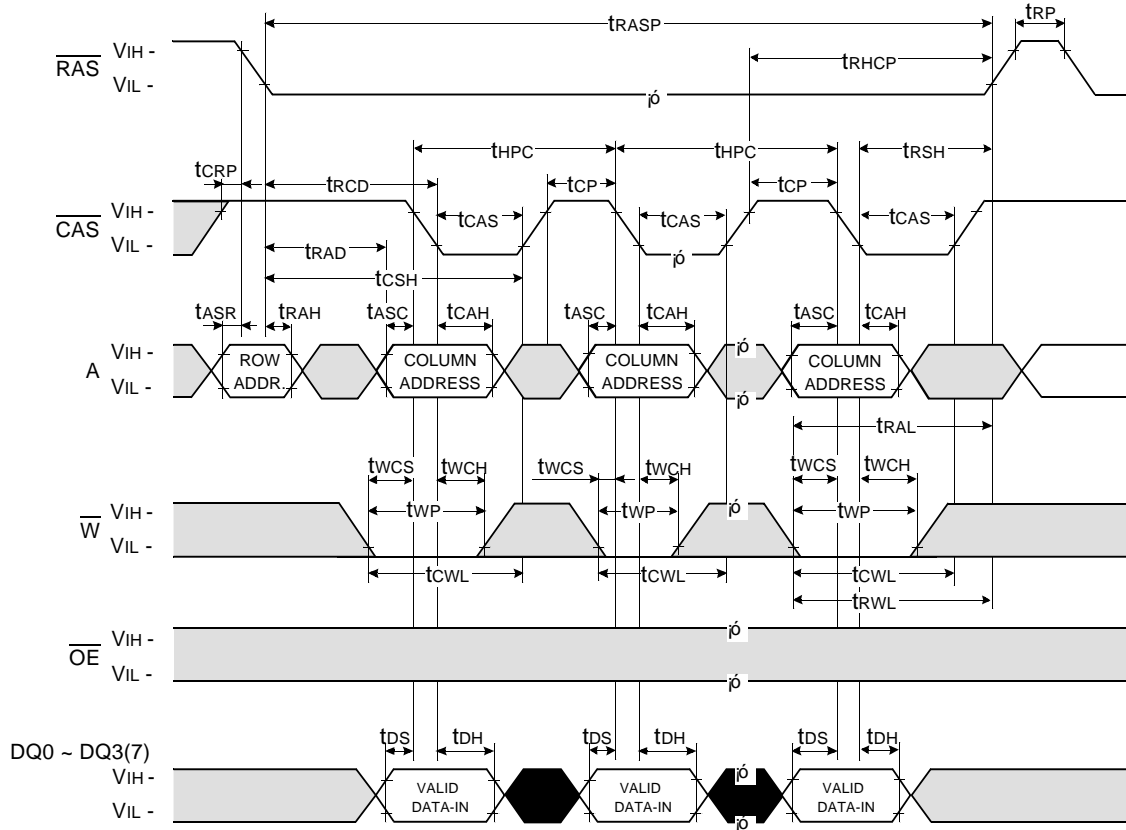 tRASP tRP
RAS VIH - tRHCP
VIL - ¡ó
tHPC tHPC tRSH
tCRP tRCD tCP tCP
CAS VIH - tCAS tCAS tCAS
VIL - tRAD ¡ó
tCSH
tASR tRAH tASC tCAH tASC tCAH tASC tCAH
A VIH - ROW ADDR. COLUMN ADDRESS COLUMN ADDRESS ¡ó COLUMN ADDRESS
VIL - ¡ó
tRAL
tWCS tWCH tWCS tWCH tWCS tWCH
W VIH - tWP tWP ¡ó tWP
VIL -
tCWL tCWL tCWL
tRWL
OE VIH - ¡ó
VIL - ¡ó
DQ0 ~ DQ3(7) tDS tDH tDS tDH tDS tDH
VIH - VALID DATA-IN VALID DATA-IN ¡ó VALID DATA-IN
VIL - ¡ó